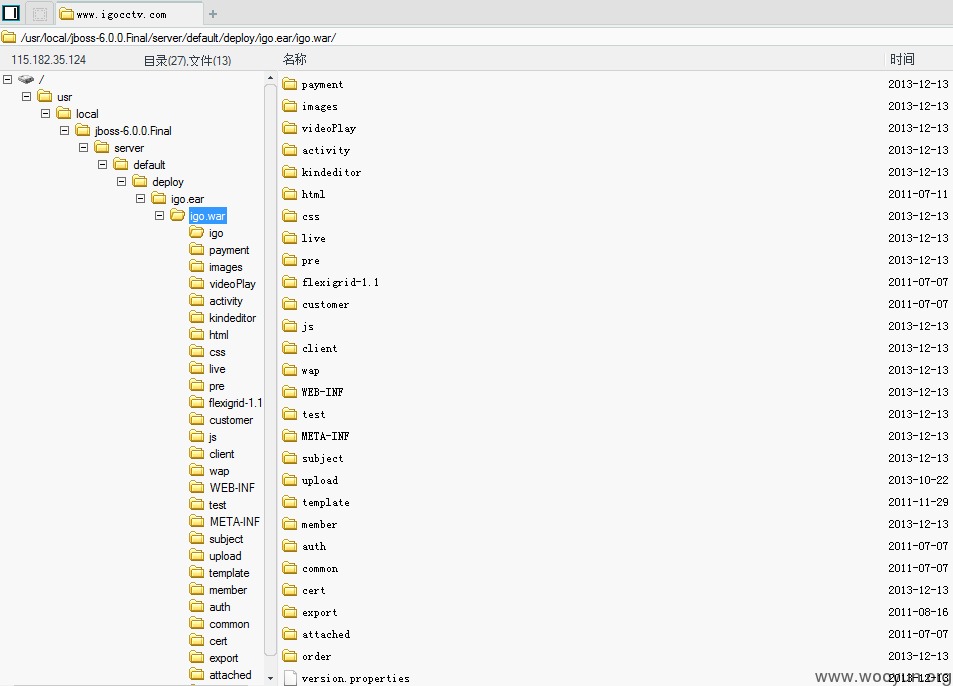 www.igocctv.com
/usr/local/jboss-6.0.0.Final/server/default/deploy/igo.ear/igo.war/
115.182.35.124 目录(27),文件(13) 名称 时间
/
usr
local
jboss-6.0.0.Final
server
default
deploy
igo.ear
igo.war
igo
payment
images
videoPlay
activity
kindeditor
html
css
live
pre
flexigrid-1.1
customer
js
client
wap
WEB-INF
test
META-INF
subject
upload
template
member
auth
common
cert
export
attached
payment 2013-12-13
images 2013-12-13
videoPlay 2013-12-13
activity 2013-12-13
kindeditor 2013-12-13
html 2011-07-11
css 2013-12-13
live 2013-12-13
pre 2013-12-13
flexigrid-1.1 2011-07-07
customer 2011-07-07
js 2013-12-13
client 2013-12-13
wap 2013-12-13
WEB-INF 2013-12-13
test 2013-12-13
META-INF 2013-12-13
subject 2013-12-13
upload 2013-10-22
template 2011-11-29
member 2013-12-13
auth 2011-07-07
common 2011-07-07
cert 2013-12-13
export 2011-08-16
attached 2011-07-07
order 2013-12-13
version.properties 2013-12-13
www.wooyun.org